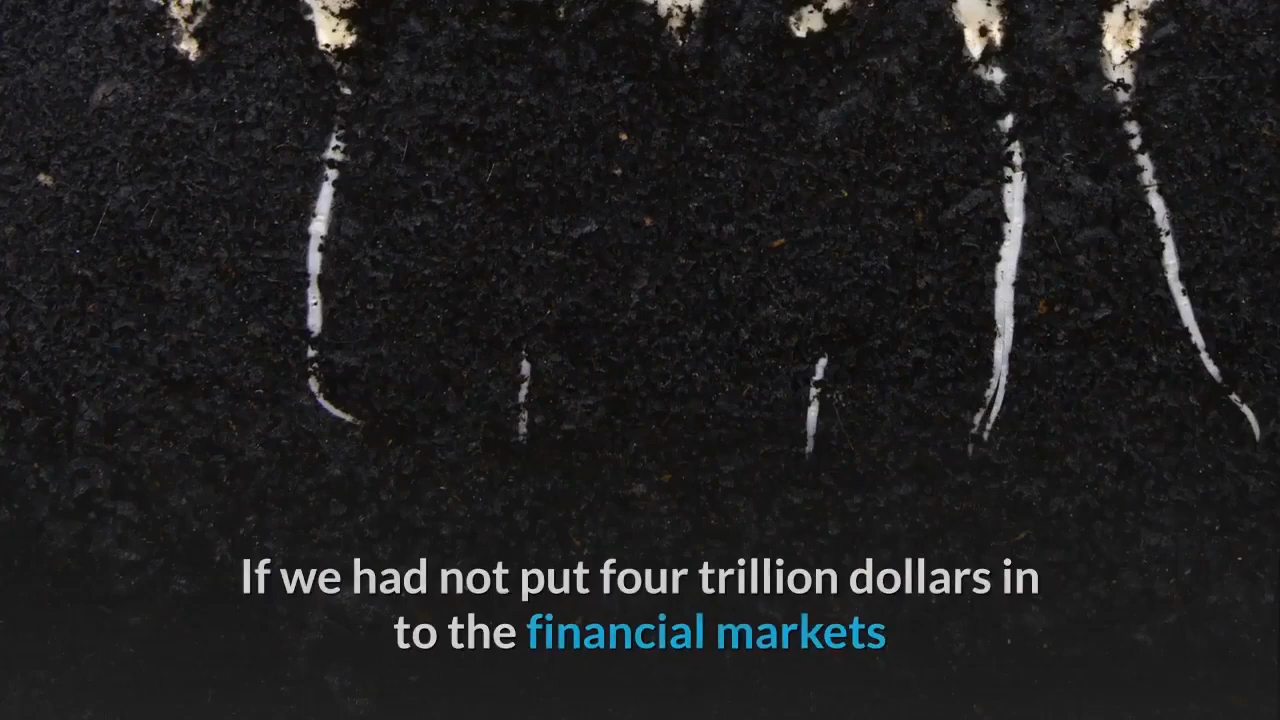 If we had not put four trillion dollars in
to the financial markets